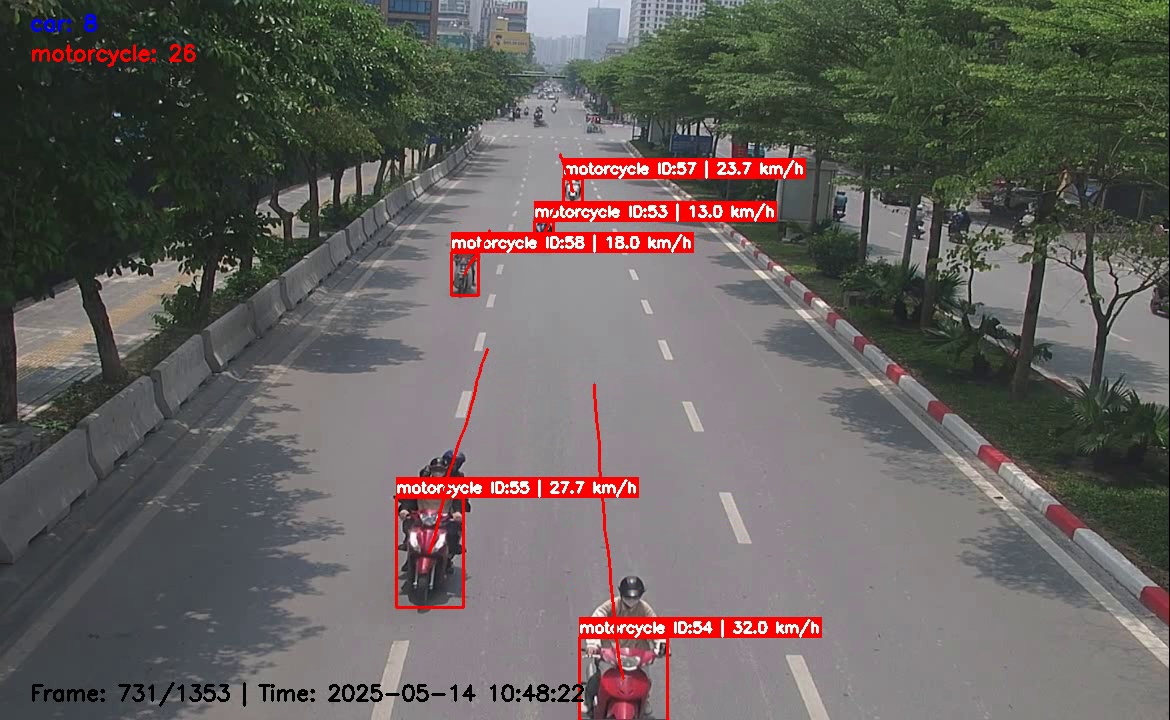 car: 8
motorcycle: 26
motorcycle ID:57 | 23.7 km/h
motorcycle ID:53 | 13.0 km/h
motorcycle ID:58 | 18.0 km/h
motorcycle ID:55 | 27.7 km/h
motorcycle ID:54 | 32.0 km/h
Frame: 731/1353 | Time: 2025-05-14 10:48:22